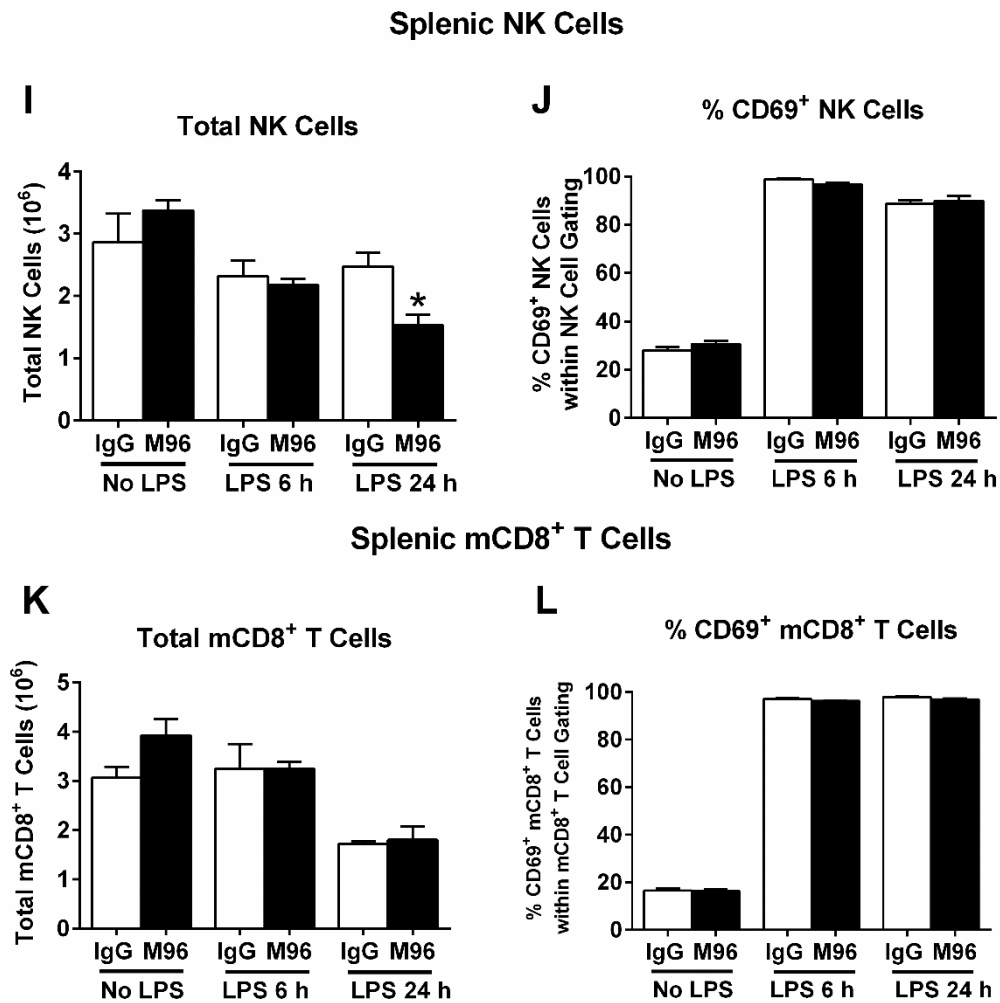 Splenic NK Cells
I
Total NK Cells
Total NK Cells (10⁶)
4
3
2
1
0
*
IgG M96 IgG M96 IgG M96
No LPS LPS 6 h LPS 24 h
J
% CD69⁺ NK Cells
% CD69⁺ NK Cells
within NK Cell Gating
100
80
60
40
20
0
IgG M96 IgG M96 IgG M96
No LPS LPS 6 h LPS 24 h
Splenic mCD8⁺ T Cells
K
Total mCD8⁺ T Cells
Total mCD8⁺ T Cells (10⁶)
5
4
3
2
1
0
IgG M96 IgG M96 IgG M96
No LPS LPS 6 h LPS 24 h
L
% CD69⁺ mCD8⁺ T Cells
% CD69⁺ mCD8⁺ T Cells
within mCD8⁺ T Cell Gating
100
80
60
40
20
0
IgG M96 IgG M96 IgG M96
No LPS LPS 6 h LPS 24 h